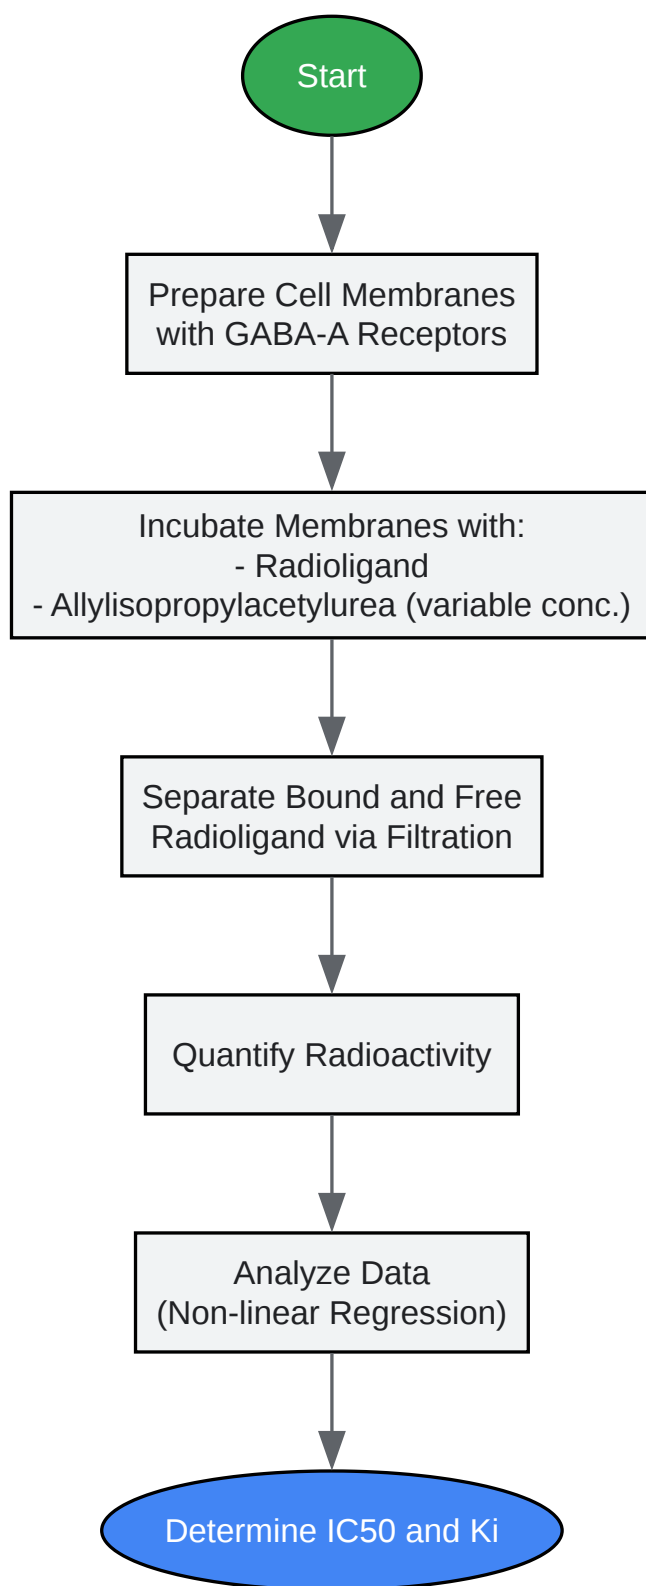 Start
Prepare Cell Membranes
with GABA-A Receptors
Incubate Membranes with:
- Radioligand
- Allylisopropylacetylurea (variable conc.)
Separate Bound and Free
Radioligand via Filtration
Quantify Radioactivity
Analyze Data
(Non-linear Regression)
Determine IC50 and Ki